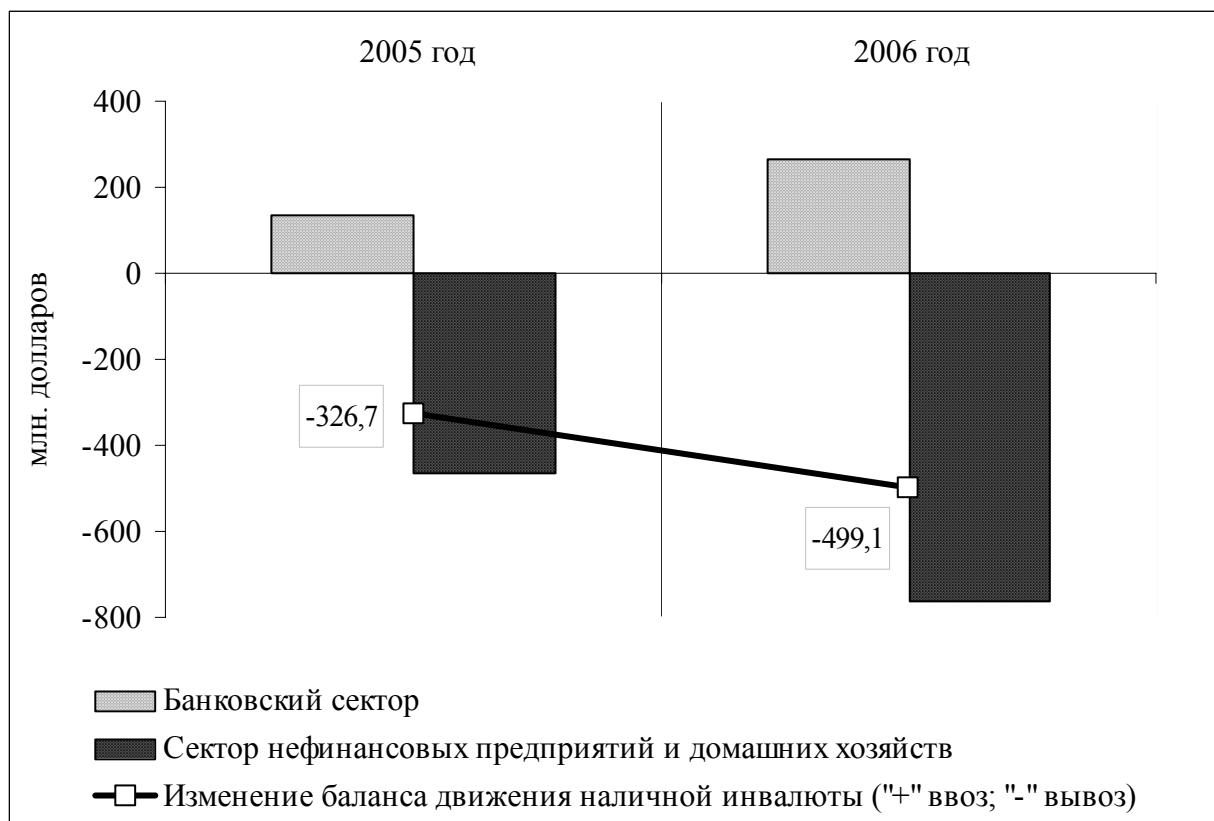 2005 год
2006 год
400
200
0
-200
-400
-600
-800
млн. долларов
-326,7
-499,1
Банковский сектор
Сектор нефинансовых предприятий и домашних хозяйств
Изменение баланса движения наличной инвалюты ("+" ввоз; "-" вывоз)